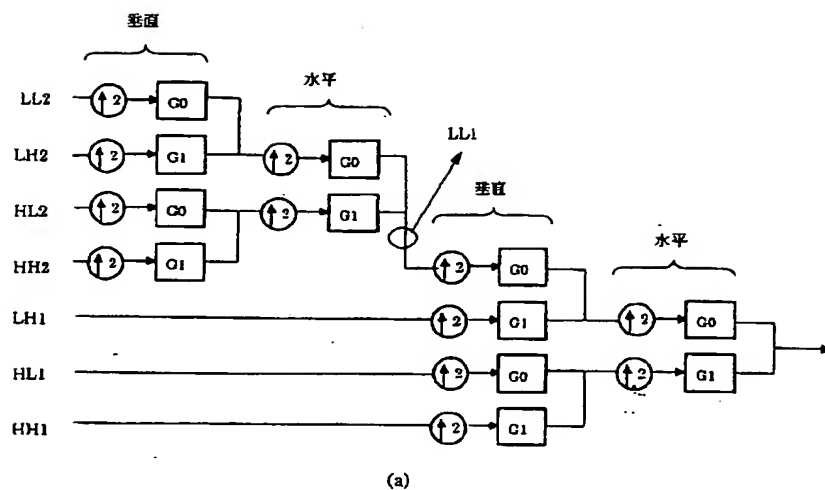 垂直
LL2 ↑2 G0
水平
LL1
LH2 ↑2 G1 ↑2 G0
垂直
HL2 ↑2 G0 ↑2 G1
水平
HH2 ↑2 G1 ↑2 G0
LH1 ↑2 G1 ↑2 G0
HL1 ↑2 G0 ↑2 G1
HH1 ↑2 G1
(a)